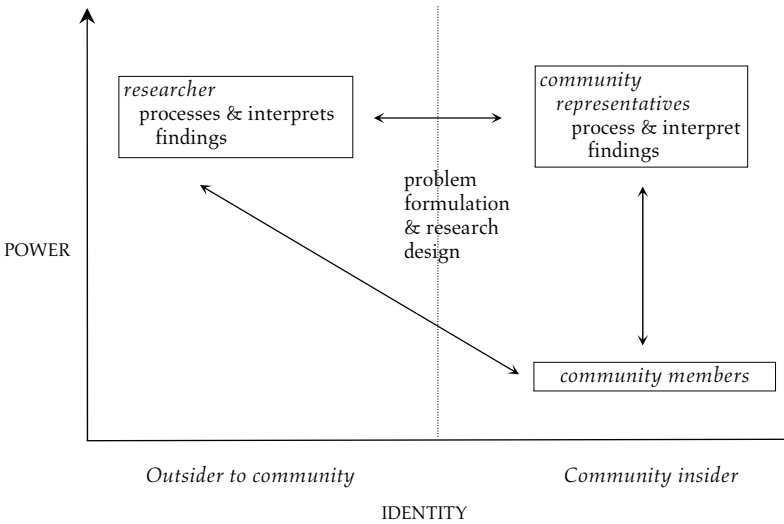 researcher
processes & interprets
findings
community
representatives
process & interpret
findings
problem
formulation
& research
design
POWER
community members
Outsider to community
Community insider
IDENTITY